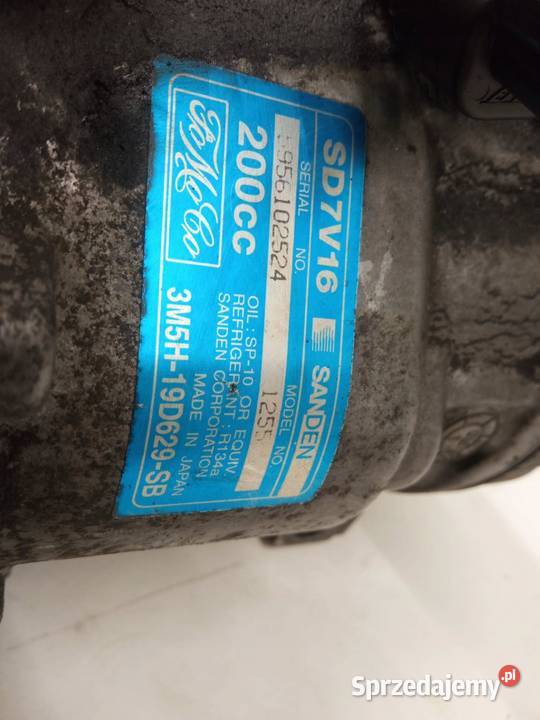 SD7V16 SANDEN
SERIAL NO. MODEL NO.
5956102524 1255
200cc
OIL : SP-10 OR EQUIV.
REFRIGERANT : R134a
SANDEN CORPORATION
MADE IN JAPAN
FoMoCo
3M5H-19D629-SB
Sprzedajemy.pl